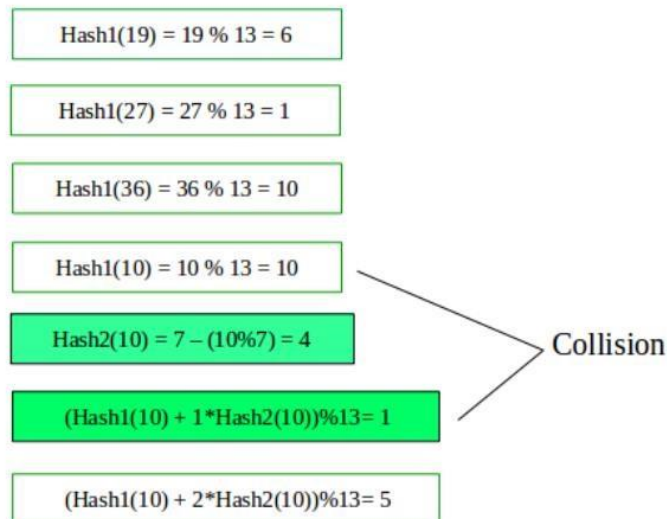 Hash1(19) = 19 % 13 = 6
Hash1(27) = 27 % 13 = 1
Hash1(36) = 36 % 13 = 10
Hash1(10) = 10 % 13 = 10
Hash2(10) = 7 – (10%7) = 4
Collision
(Hash1(10) + 1*Hash2(10))%13= 1
(Hash1(10) + 2*Hash2(10))%13= 5